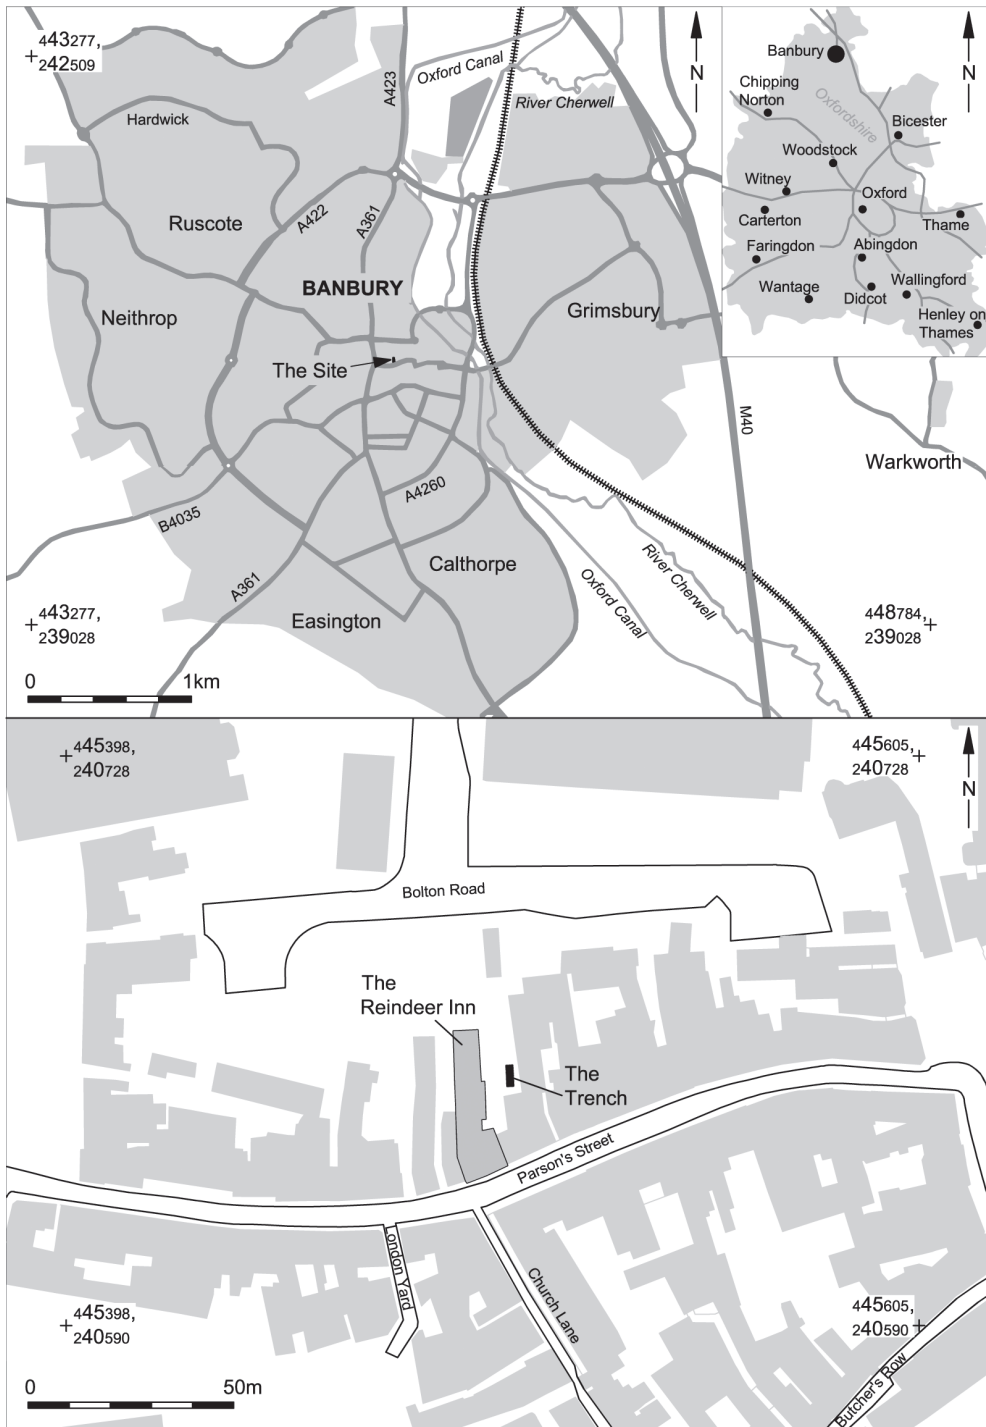 443277,
242509
Hardwick
A423
Oxford Canal
River Cherwell
N
Ruscote
A422
A361
BANBURY
Neithrop
Grimsbury
The Site
M40
Warkworth
A4260
B4035
A361
Calthorpe
Easington
Oxford Canal
River Cherwell
443277,
239028
448784,
239028
0 1km
N
Banbury
Chipping
Norton
Oxfordshire
Bicester
Woodstock
Witney
Oxford
Carterton
Thame
Faringdon
Abingdon
Wantage
Didcot
Wallingford
Henley on
Thames
445398,
240728
445605,
240728
N
Bolton Road
The
Reindeer Inn
The
Trench
Parson's Street
London Yard
Church Lane
Butcher's Row
445398,
240590
445605,
240590
0 50m